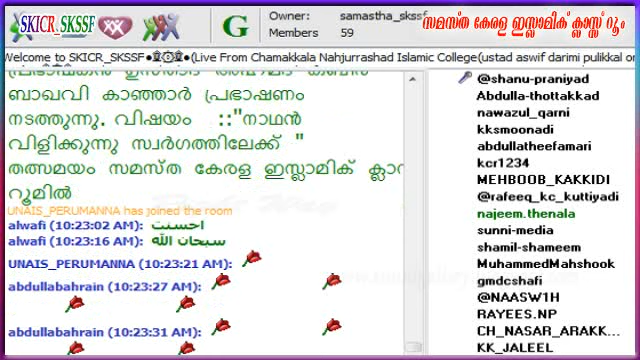 SKICR_SKSSF
G
Owner: samastha_skssf
Members 59
സമസ്ത കേരള ഇസ്ലാമിക് ക്ലാസ്സ് റൂം
Welcome to SKICR_SKSSF●۩۞۩●(Live From Chamakkala Nahjurrashad Islamic College(ustad aswif darimi pulikkal on
ബാഖവി കാഞ്ഞാർ പ്രഭാഷണം
നടത്തുന്നു. വിഷയം ::"നാഥൻ
വിളിക്കുന്നു സ്വർഗത്തിലേക്ക് "
തത്സമയം സമസ്ത കേരള ഇസ്ലാമിക് ക്ലാസ
റൂമിൽ
UNAIS_PERUMANNA has joined the room
alwafi (10:23:02 AM): احسنت
alwafi (10:23:16 AM): سبحان الله
UNAIS_PERUMANNA (10:23:21 AM):
abdullabahrain (10:23:27 AM):
abdullabahrain (10:23:31 AM):
@shanu-praniyad
Abdulla-thottakkad
nawazul_qarni
kksmoonadi
abdullatheefamari
kcr1234
MEHBOOB_KAKKIDI
@rafeeq_kc_kuttiyadi
najeem.thenala
sunni-media
shamil-shameem
MuhammedMahshook
gmdcshafi
@NAASW1H
RAYEES.NP
CH_NASAR_ARAKK...
KK_JALEEL